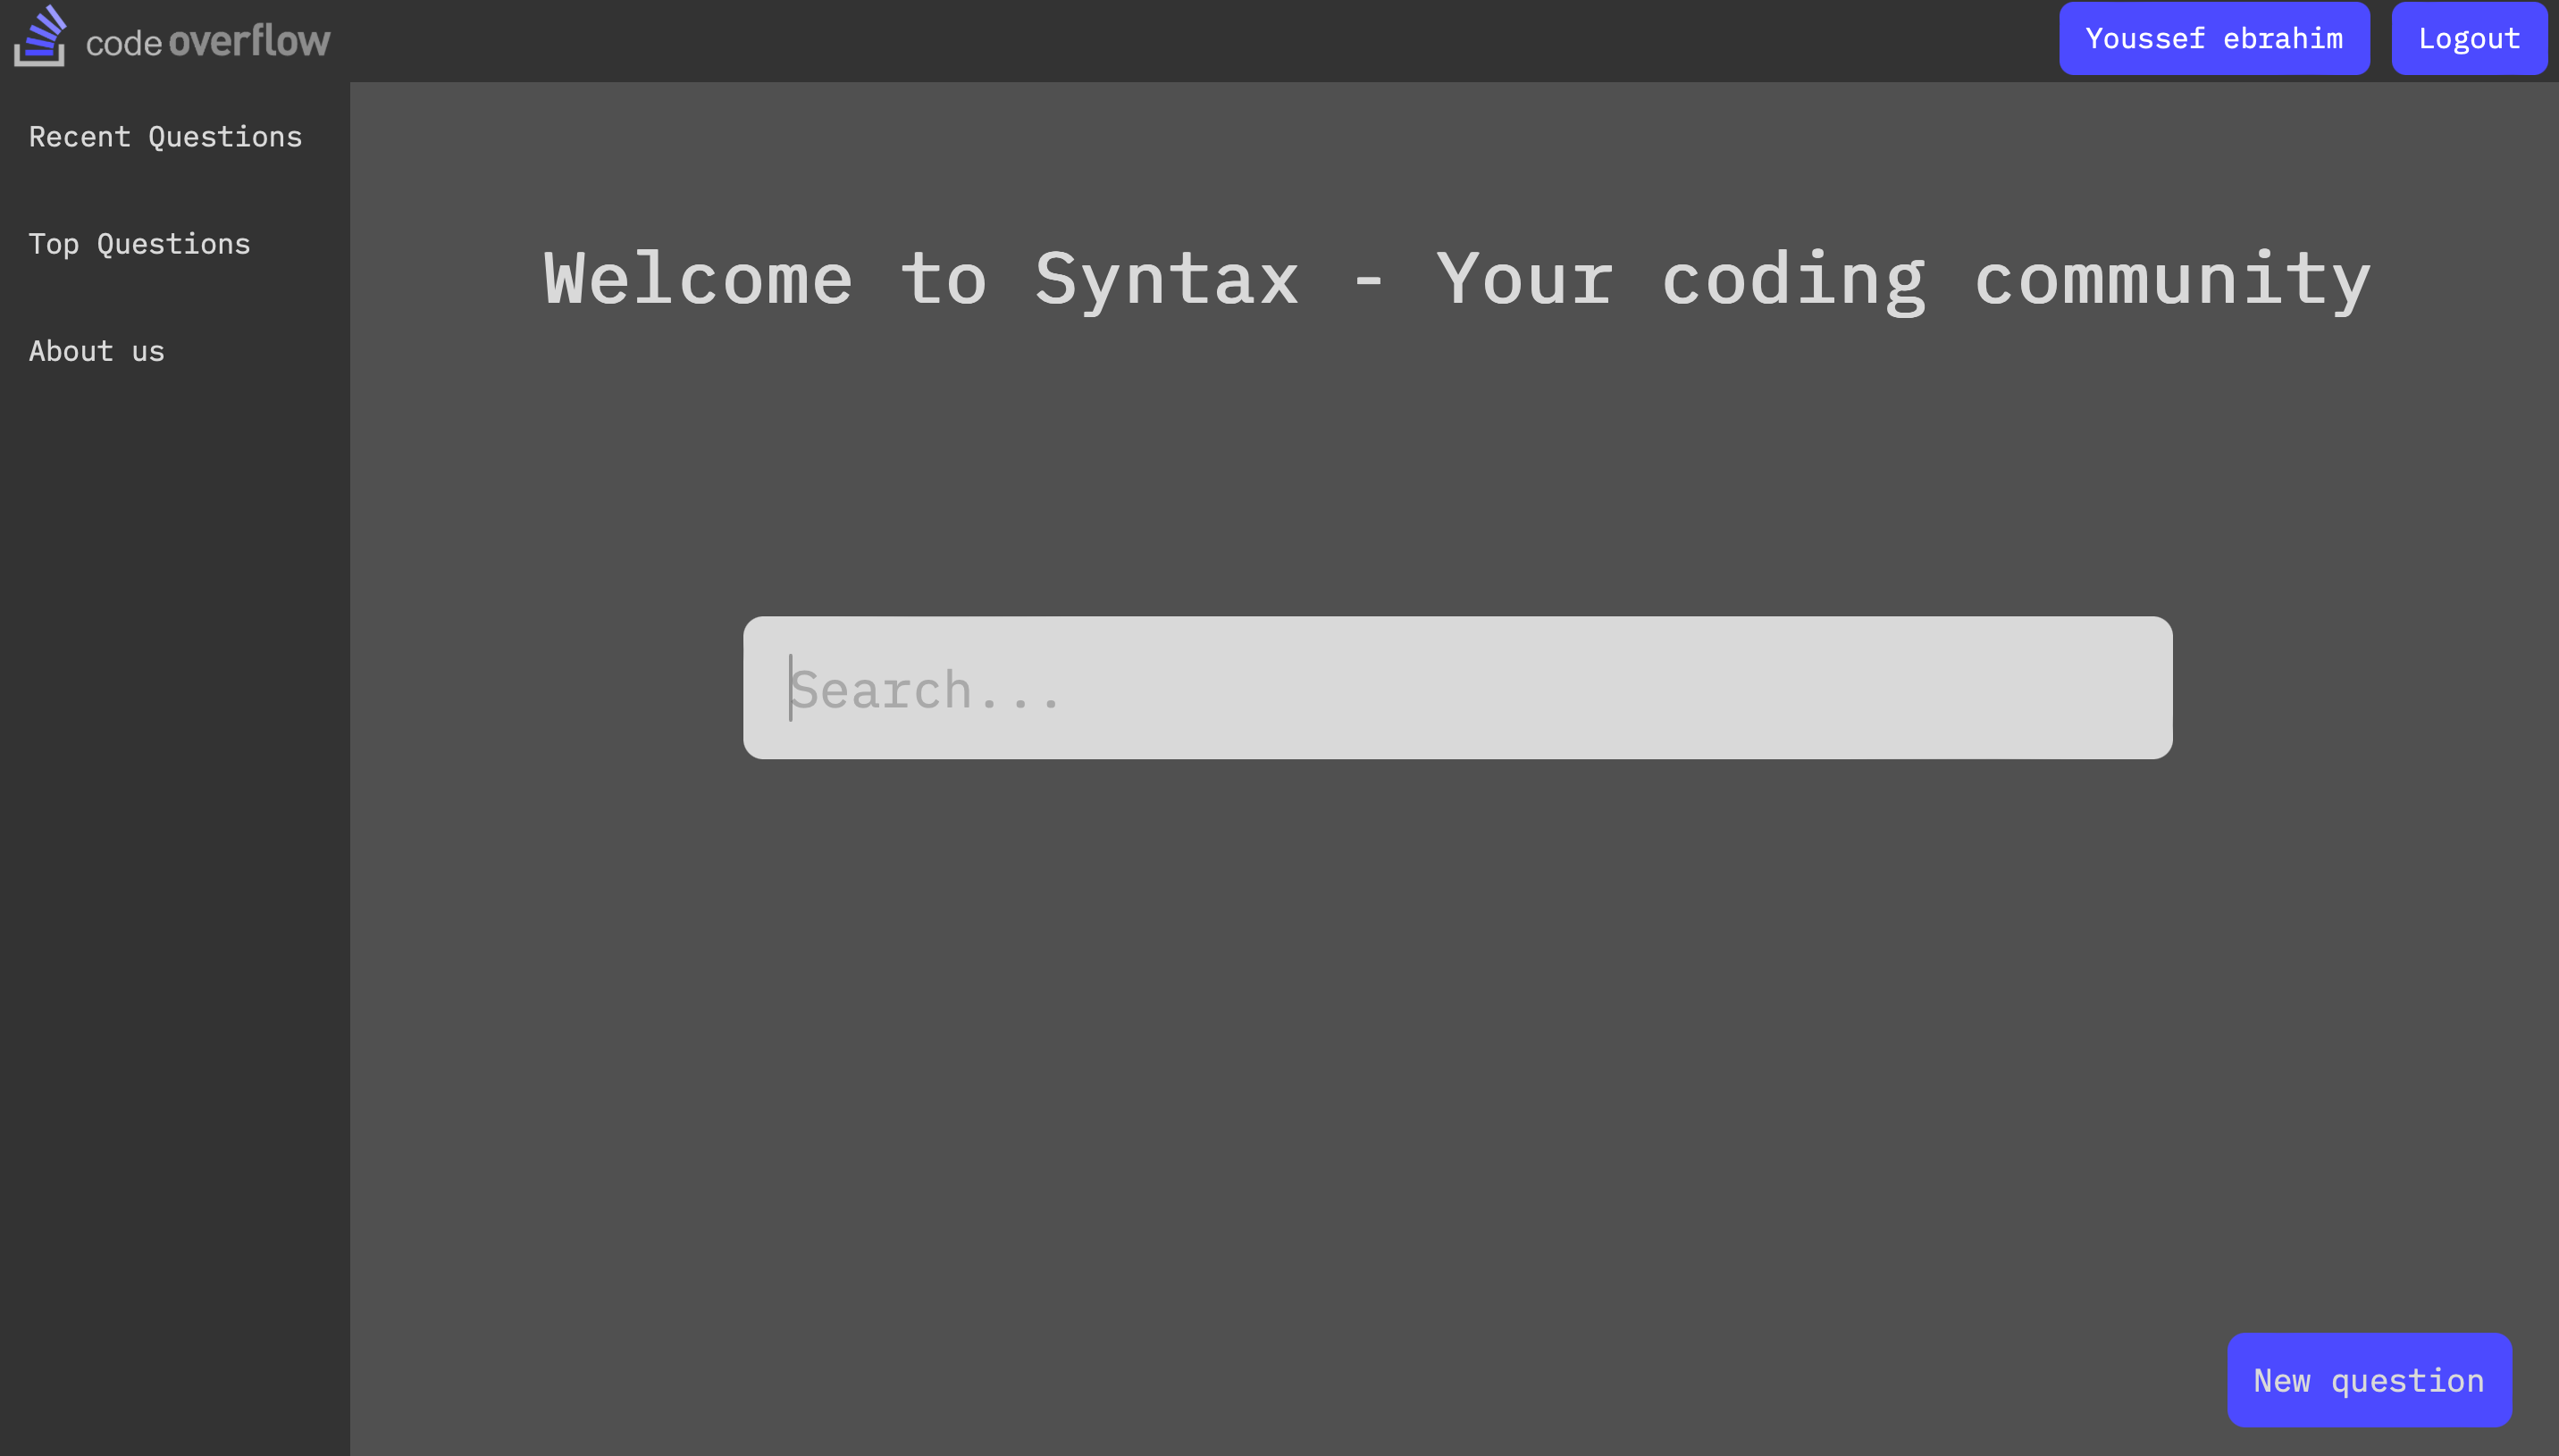 code overflow
Youssef ebrahim
Logout
Recent Questions
Top Questions
About us
Welcome to Syntax - Your coding community
Search...
New question